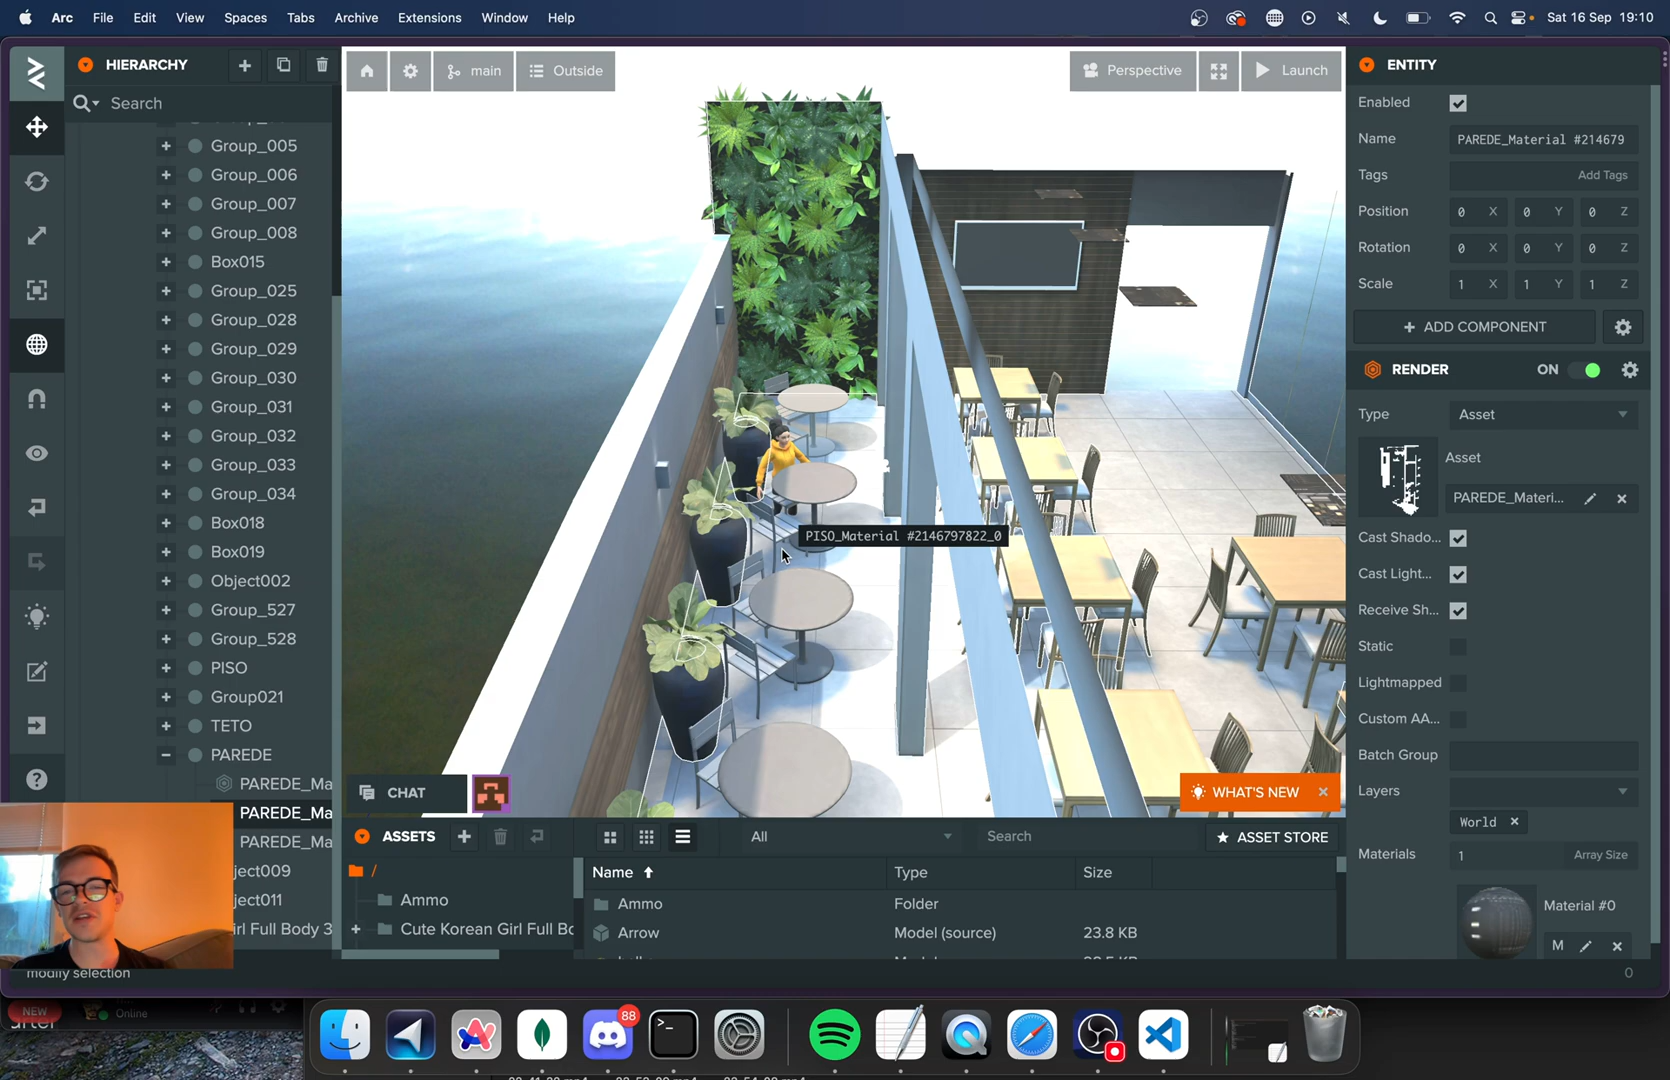 Arc File Edit View Spaces Tabs Archive Extensions Window Help
Sat 16 Sep 19:10
HIERARCHY
Search
Group_005
Group_006
Group_007
Group_008
Box015
Group_025
Group_028
Group_029
Group_030
Group_031
Group_032
Group_033
Group_034
Box018
Box019
Object002
Group_527
Group_528
PISO
Group021
TETO
PAREDE
PAREDE_Ma
PAREDE_Ma
PAREDE_Ma
ject009
ject011
irl Full Body 3
modify selection
main
Outside
Perspective
Launch
PISO_Material #2146797822_0
CHAT
WHAT'S NEW
ASSETS
All
Search
ASSET STORE
/
Ammo
Cute Korean Girl Full Bo
Name Type Size
Ammo Folder
Arrow Model (source) 23.8 KB
ENTITY
Enabled
Name PAREDE_Material #214679
Tags Add Tags
Position 0 X 0 Y 0 Z
Rotation 0 X 0 Y 0 Z
Scale 1 X 1 Y 1 Z
ADD COMPONENT
RENDER ON
Type Asset
Asset
PAREDE_Materi...
Cast Shado...
Cast Light...
Receive Sh...
Static
Lightmapped
Custom AA...
Batch Group
Layers
World
Materials 1 Array Size
Material #0
M
0
NEW
Online
88